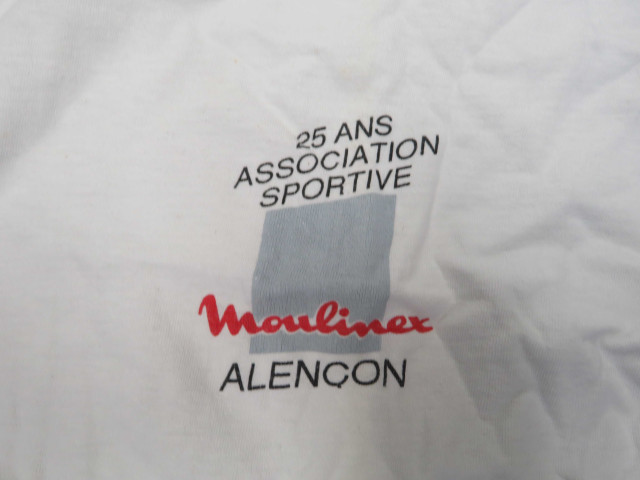 25 ANS
ASSOCIATION
SPORTIVE
Moulinex
ALENÇON